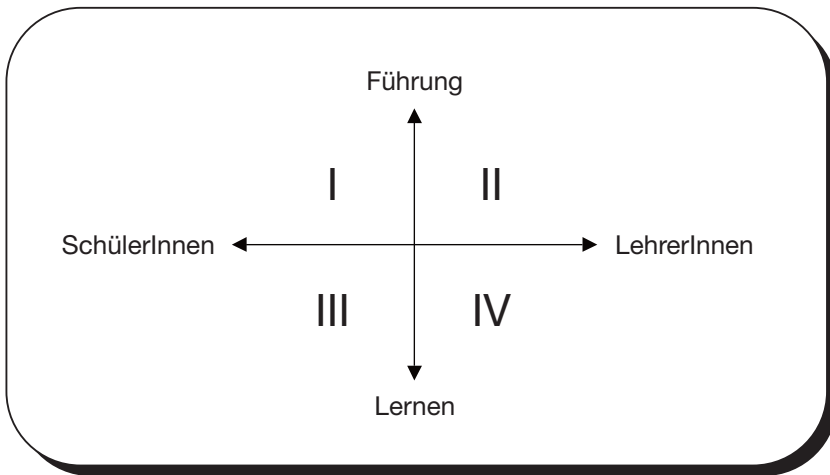 Führung
I II
SchülerInnen LehrerInnen
III IV
Lernen